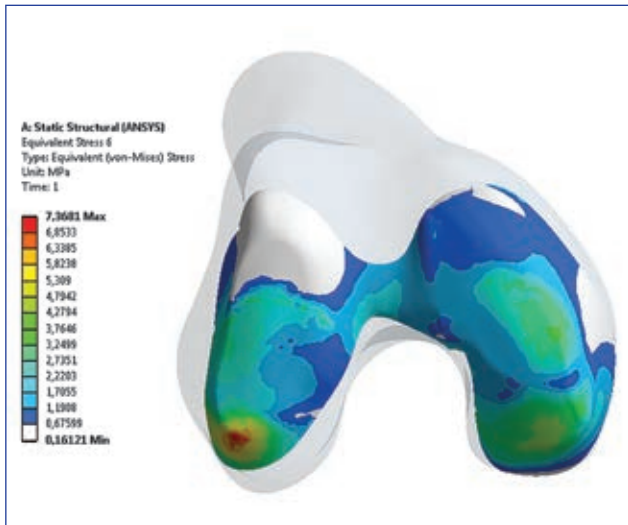 A: Static Structural (ANSYS)
Equivalent Stress 6
Type: Equivalent (von-Mises) Stress
Unit: MPa
Time: 1
7,3681 Max
6,8533
6,3385
5,8238
5,309
4,7942
4,2794
3,7646
3,2499
2,7351
2,2203
1,7055
1,1908
0,67599
0,16121 Min